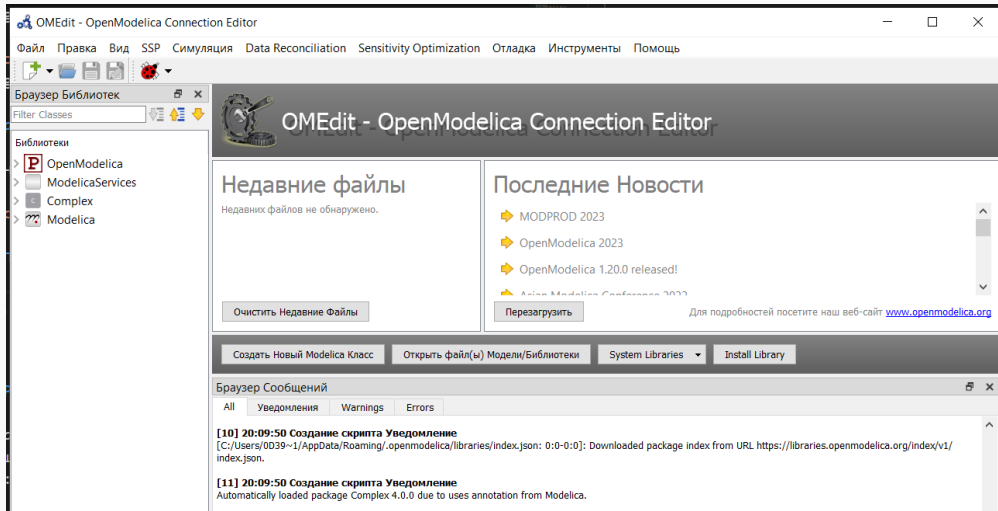 OMEdit - OpenModelica Connection Editor
Файл Правка Вид SSP Симуляция Data Reconciliation Sensitivity Optimization Отладка Инструменты Помощь
Браузер Библиотек
Filter Classes
Библиотеки
P OpenModelica
ModelicaServices
C Complex
Modelica
OMEdit - OpenModelica Connection Editor
Недавние файлы
Недавних файлов не обнаружено.
Очистить Недавние Файлы
Последние Новости
MODPROD 2023
OpenModelica 2023
OpenModelica 1.20.0 released!
Asian Modelica Conference 2022
Перезагрузить
Для подробностей посетите наш веб-сайт www.openmodelica.org
Создать Новый Modelica Класс
Открыть файл(ы) Модели/Библиотеки
System Libraries
Install Library
Браузер Сообщений
All Уведомления Warnings Errors
[10] 20:09:50 Создание скрипта Уведомление
[C:/Users/0D39~1/AppData/Roaming/.openmodelica/libraries/index.json: 0:0-0:0]: Downloaded package index from URL https://libraries.openmodelica.org/index/v1/
index.json.
[11] 20:09:50 Создание скрипта Уведомление
Automatically loaded package Complex 4.0.0 due to uses annotation from Modelica.